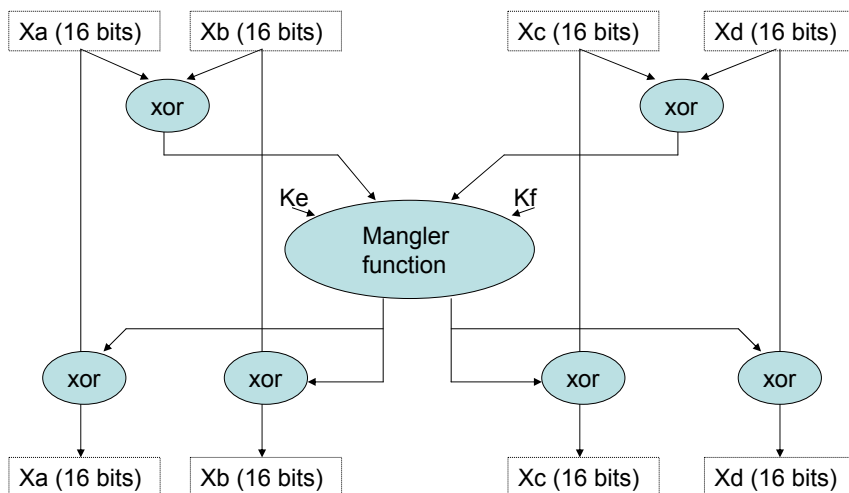 Xa (16 bits) Xb (16 bits) Xc (16 bits) Xd (16 bits)
xor xor
Ke Kf
Mangler
function
xor xor xor xor
Xa (16 bits) Xb (16 bits) Xc (16 bits) Xd (16 bits)